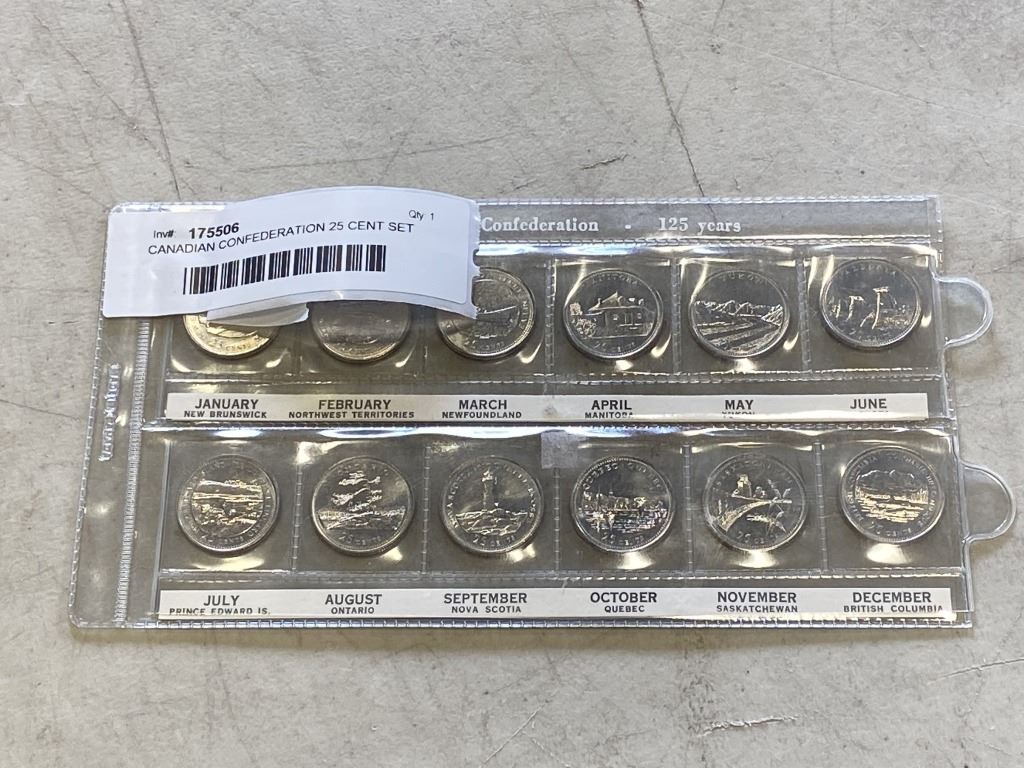 Qty 1
Inv#: 175506
CANADIAN CONFEDERATION 25 CENT SET
Confederation - 125 years
JANUARY FEBRUARY MARCH APRIL MAY JUNE
NEW BRUNSWICK NORTHWEST TERRITORIES NEWFOUNDLAND MANITOBA YUKON
JULY AUGUST SEPTEMBER OCTOBER NOVEMBER DECEMBER
PRINCE EDWARD IS. ONTARIO NOVA SCOTIA QUEBEC SASKATCHEWAN BRITISH COLUMBIA